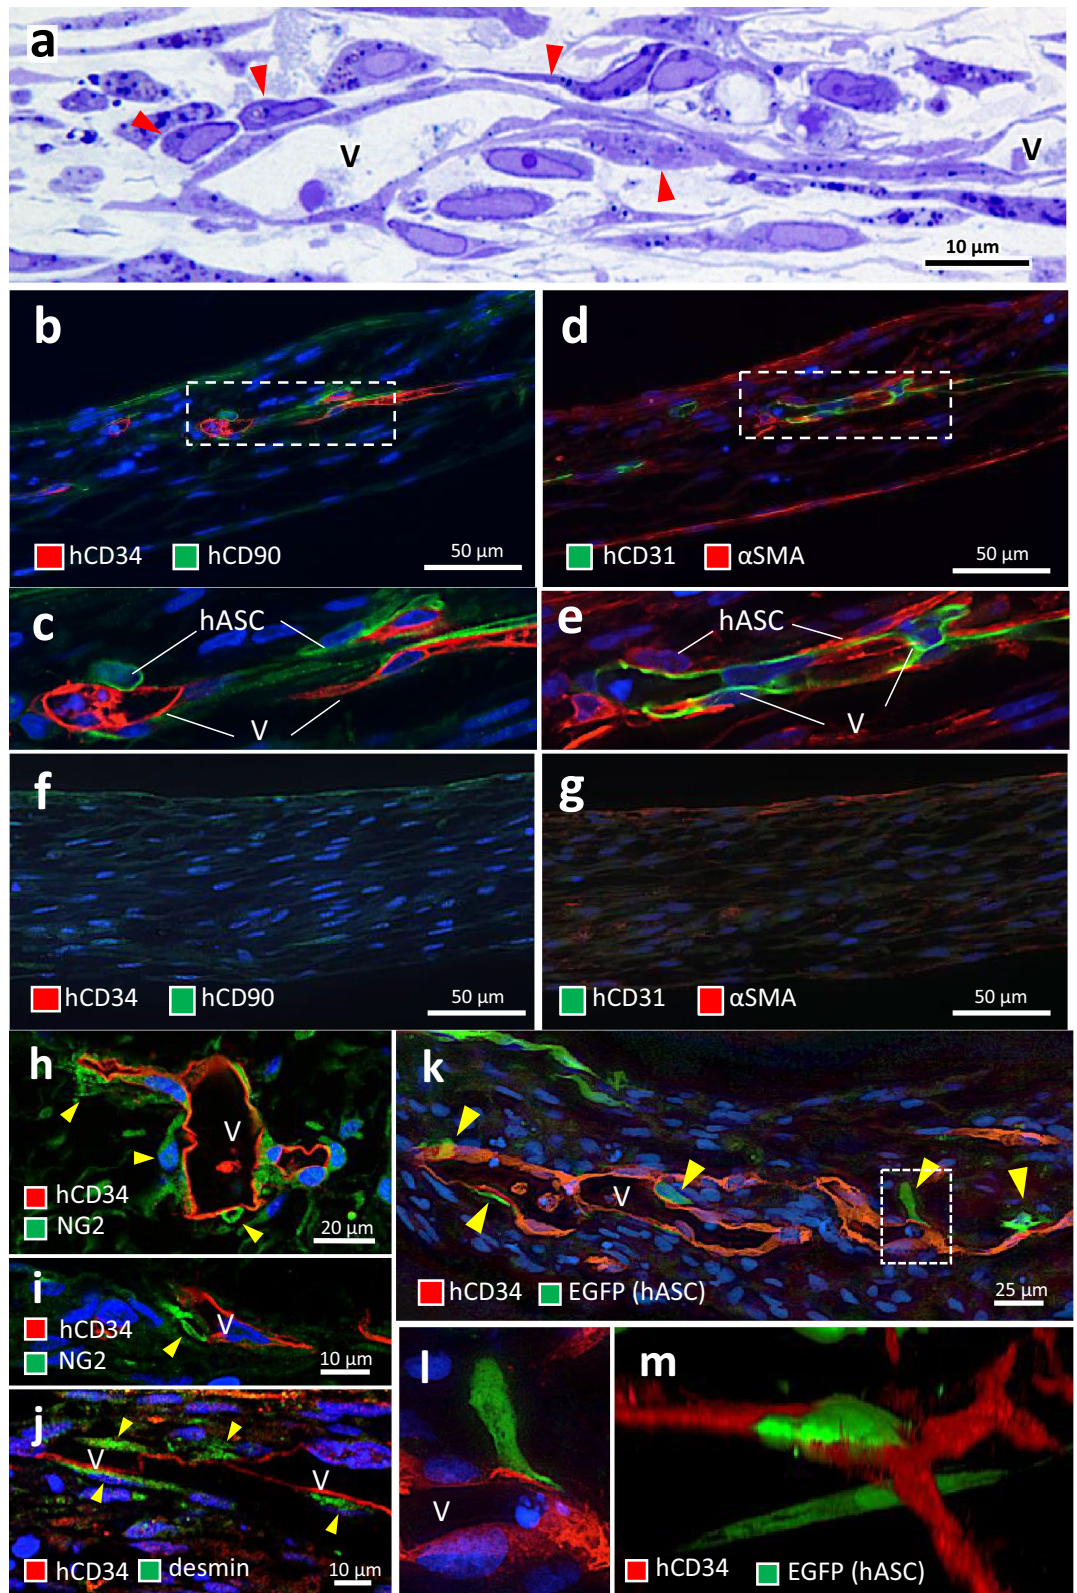 a
V
V
10 µm
b
hCD34 hCD90
50 µm
d
hCD31 αSMA
50 µm
c
hASC
V
e
hASC
V
f
hCD34 hCD90
50 µm
g
hCD31 αSMA
50 µm
h
V
hCD34
NG2
20 µm
k
V
hCD34 EGFP (hASC)
25 µm
i
V
hCD34
NG2
10 µm
j
V
V
hCD34 desmin
10 µm
l
V
m
hCD34 EGFP (hASC)